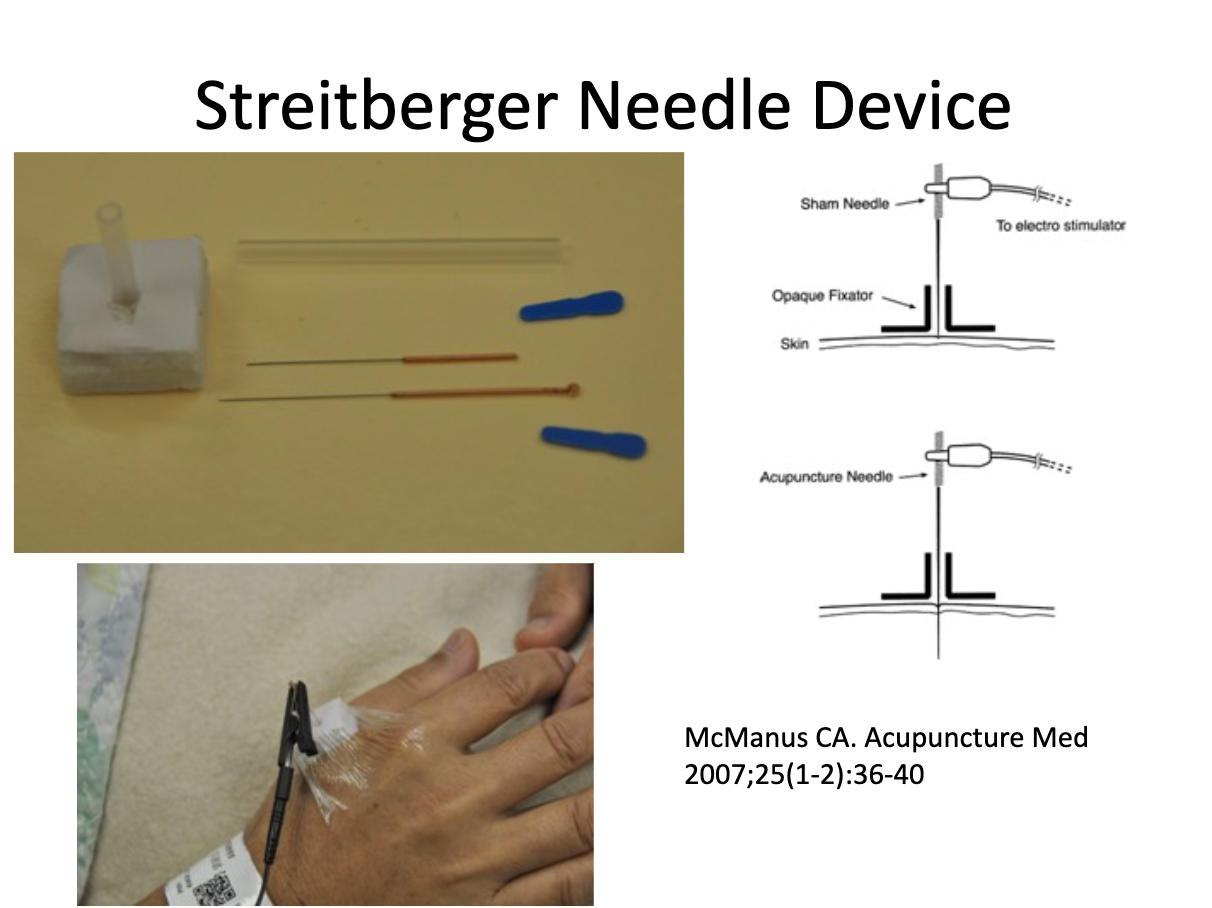 Streitberger Needle Device
Sham Needle
To electro stimulator
Opaque Fixator
Skin
Acupuncture Needle
McManus CA. Acupuncture Med
2007;25(1-2):36-40